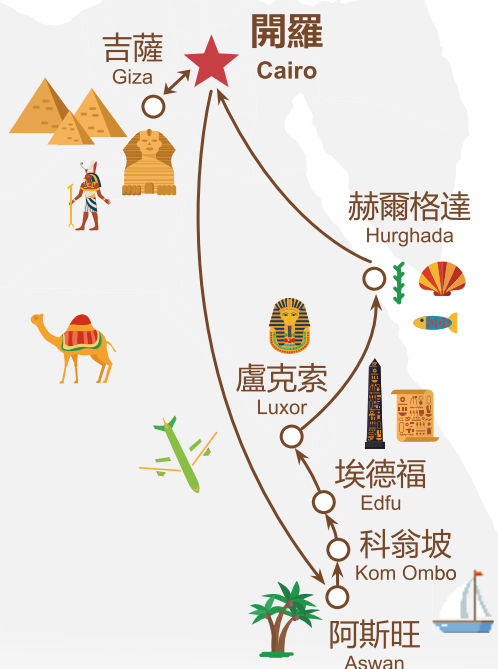 開羅
Cairo
吉薩
Giza
赫爾格達
Hurghada
盧克索
Luxor
埃德福
Edfu
科翁坡
Kom Ombo
阿斯旺
Aswan